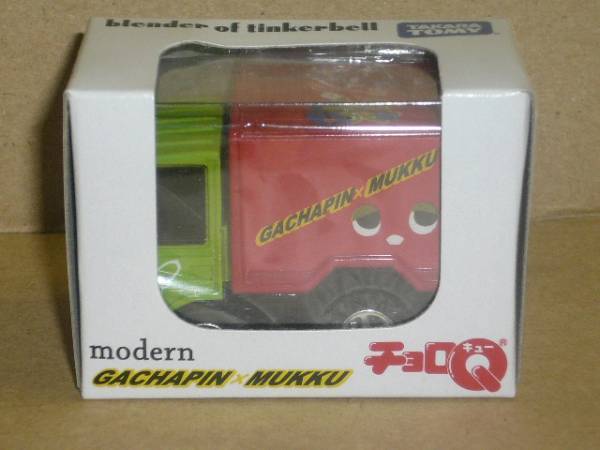 blender of tinkerbell
TAKARA
TOMY
GACHAPIN×MUKKU
modern
GACHAPIN×MUKKU
チョロQ
キュー
®